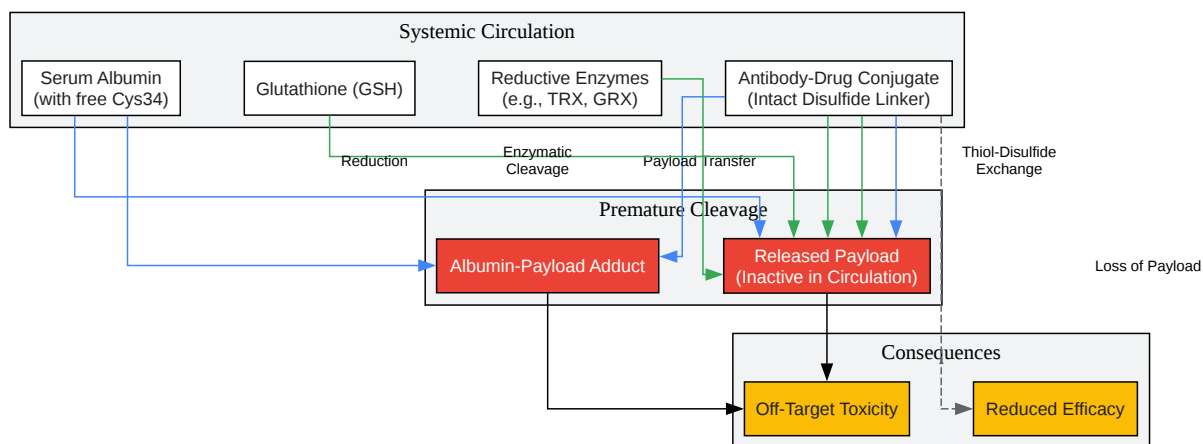 Systemic Circulation
Serum Albumin
(with free Cys34)
Glutathione (GSH)
Reductive Enzymes
(e.g., TRX, GRX)
Antibody-Drug Conjugate
(Intact Disulfide Linker)
Reduction
Enzymatic
Cleavage
Payload Transfer
Thiol-Disulfide
Exchange
Premature Cleavage
Albumin-Payload Adduct
Released Payload
(Inactive in Circulation)
Loss of Payload
Consequences
Off-Target Toxicity
Reduced Efficacy